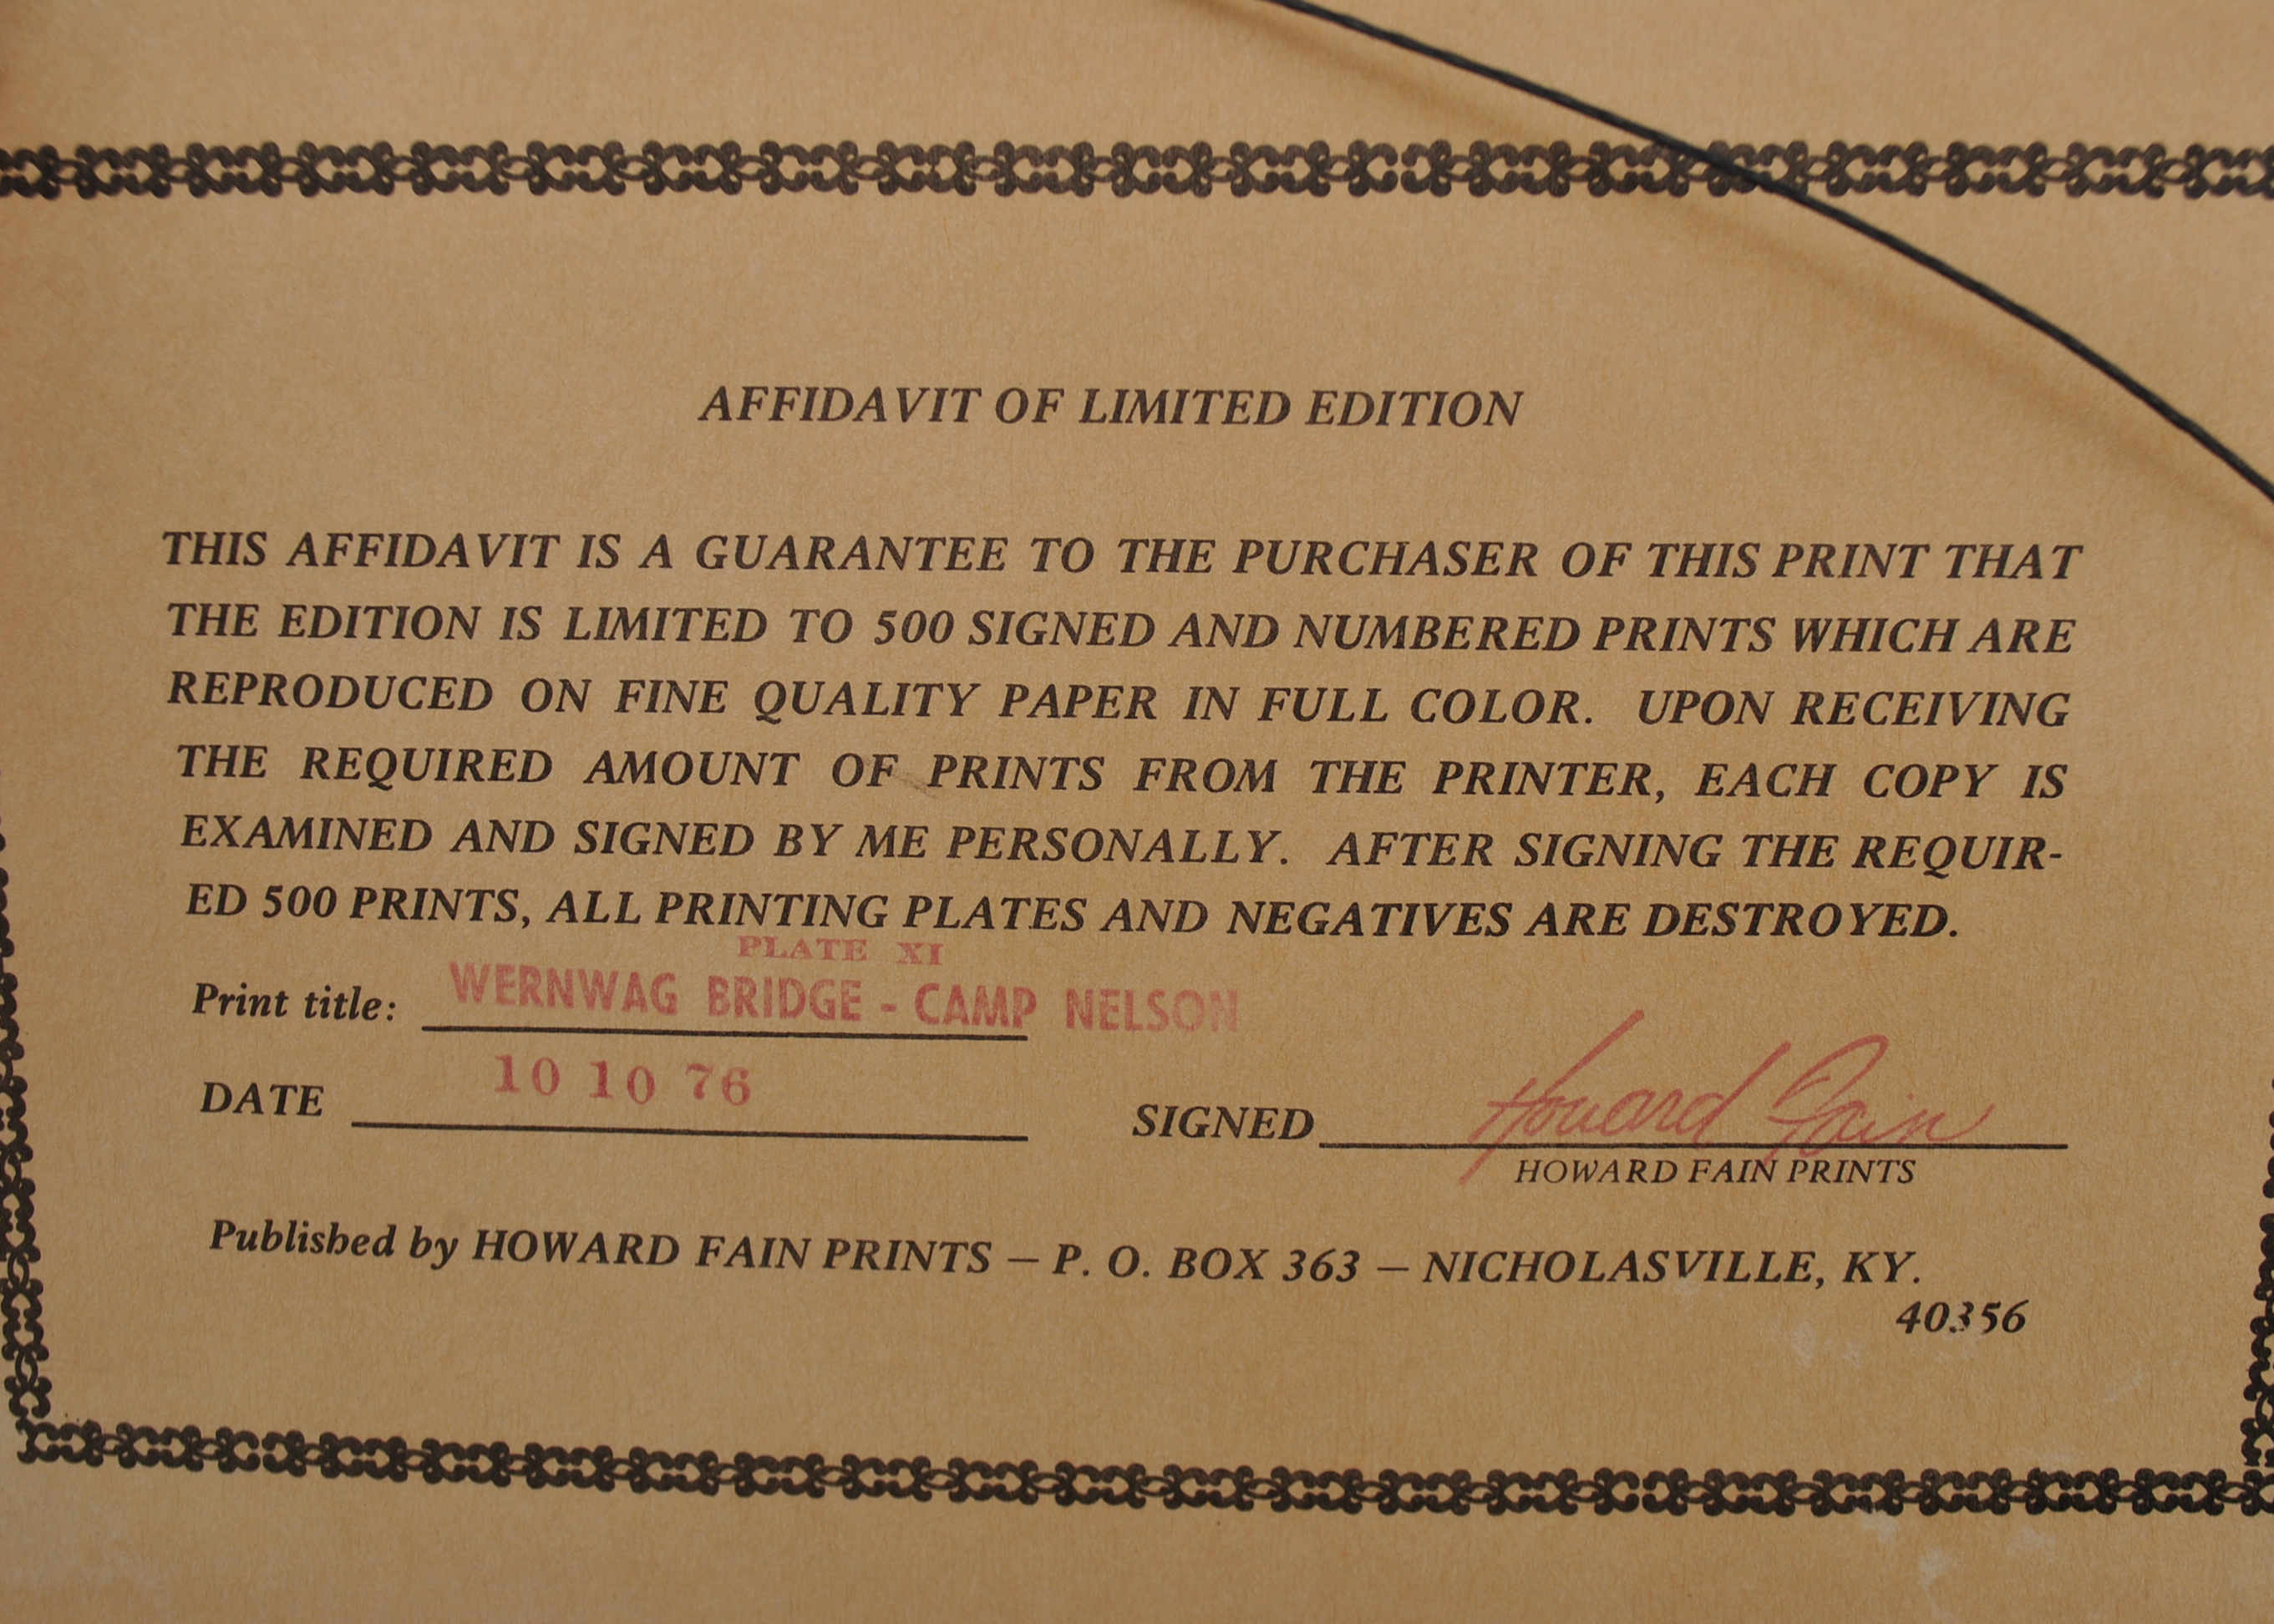 AFFIDAVIT OF LIMITED EDITION
THIS AFFIDAVIT IS A GUARANTEE TO THE PURCHASER OF THIS PRINT THAT
THE EDITION IS LIMITED TO 500 SIGNED AND NUMBERED PRINTS WHICH ARE
REPRODUCED ON FINE QUALITY PAPER IN FULL COLOR. UPON RECEIVING
THE REQUIRED AMOUNT OF PRINTS FROM THE PRINTER, EACH COPY IS
EXAMINED AND SIGNED BY ME PERSONALLY. AFTER SIGNING THE REQUIR-
ED 500 PRINTS, ALL PRINTING PLATES AND NEGATIVES ARE DESTROYED.
PLATE XI
Print title: WERNWAG BRIDGE - CAMP NELSON
DATE 10 10 76
SIGNED Howard Fain
HOWARD FAIN PRINTS
Published by HOWARD FAIN PRINTS — P. O. BOX 363 — NICHOLASVILLE, KY.
40356